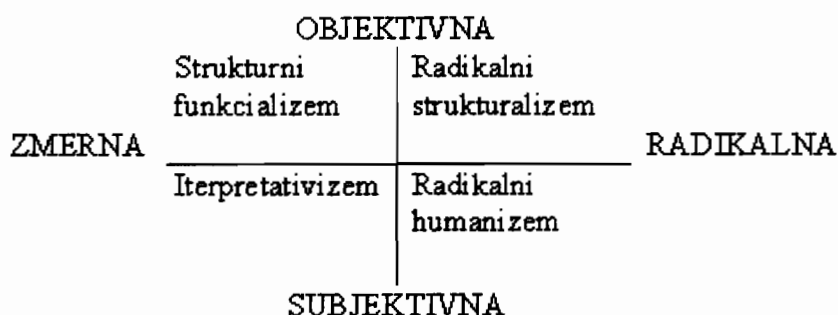 OBJEKTIVNA
Strukturni
funkcializem
Radikalni
strukturalizem
ZMERNA
RADIKALNA
Iterpretativizem
Radikalni
humanizem
SUBJEKTIVNA